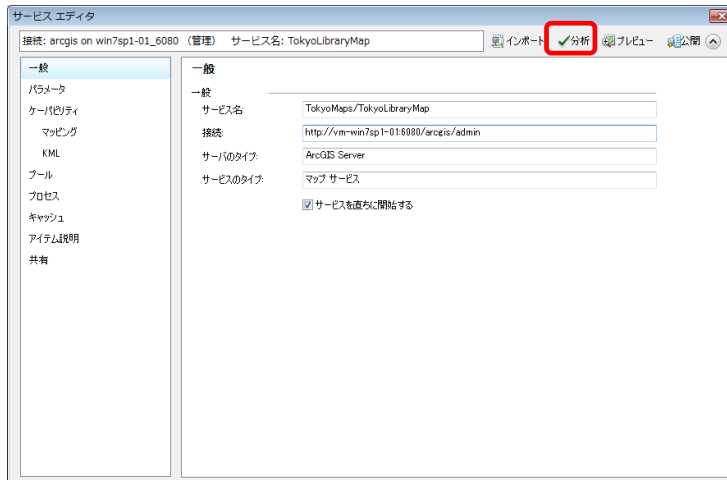 サービス エディタ
接続: arcgis on win7sp1-01_6080 （管理） サービス名: TokyoLibraryMap
インポート 分析 プレビュー 公開
一般
パラメータ
ケーパビリティ
マッピング
KML
プール
プロセス
キャッシュ
アイテム説明
共有
一般
一般
サービス名: TokyoMaps/TokyoLibraryMap
接続: http://vm-win7sp1-01:6080/arcgis/admin
サーバのタイプ: ArcGIS Server
サービスのタイプ: マップ サービス
サービスを直ちに開始する